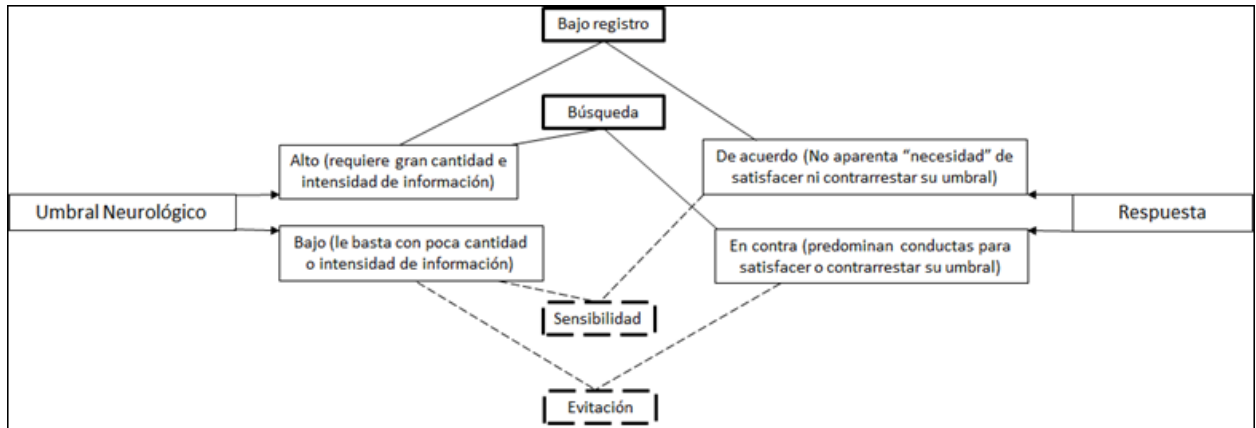 Bajo registro
Búsqueda
Alto (requiere gran cantidad e
intensidad de información)
De acuerdo (No aparenta “necesidad” de
satisfacer ni contrarrestar su umbral)
Umbral Neurológico
Respuesta
Bajo (le basta con poca cantidad
o intensidad de información)
En contra (predominan conductas para
satisfacer o contrarrestar su umbral)
Sensibilidad
Evitación